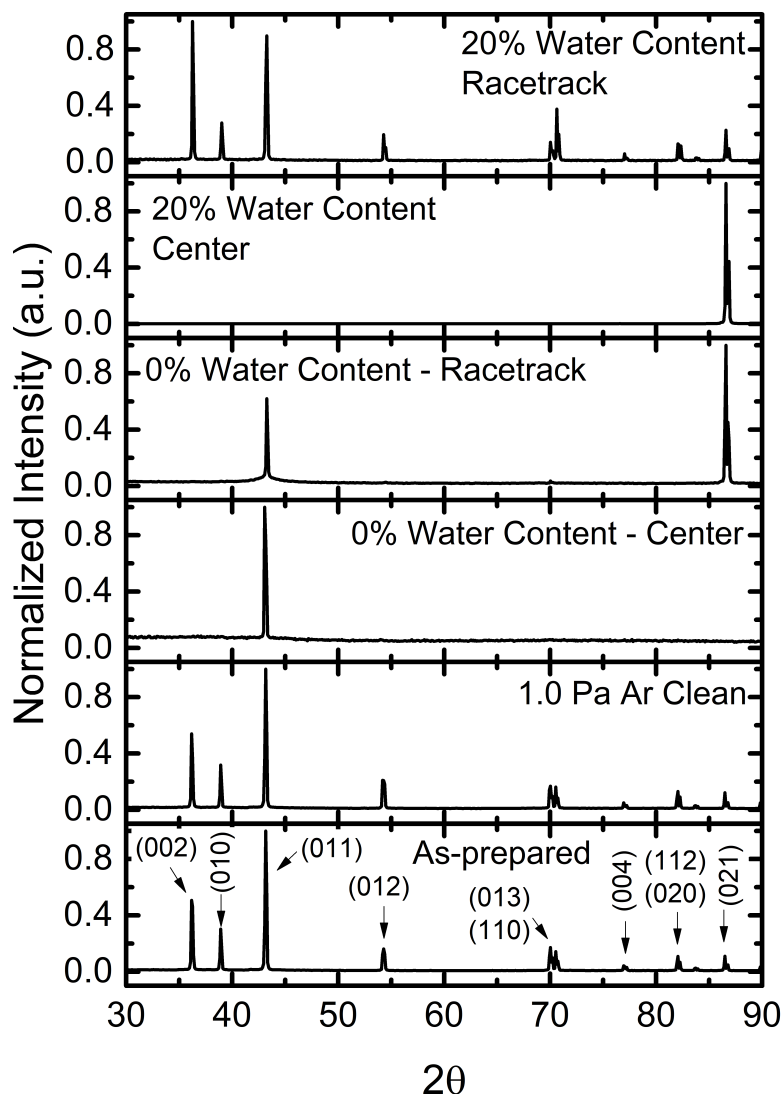 20% Water Content
Racetrack
0.8
0.4
0.0
20% Water Content
Center
0.8
0.4
0.0
0% Water Content - Racetrack
0.8
0.4
0.0
0% Water Content - Center
0.8
0.4
0.0
1.0 Pa Ar Clean
0.8
0.4
0.0
As-prepared
0.8
0.4
0.0
(002)
(010)
(011)
(012)
(013)
(110)
(004)
(112)
(020)
(021)
30 40 50 60 70 80 90
2θ
Normalized Intensity (a.u.)